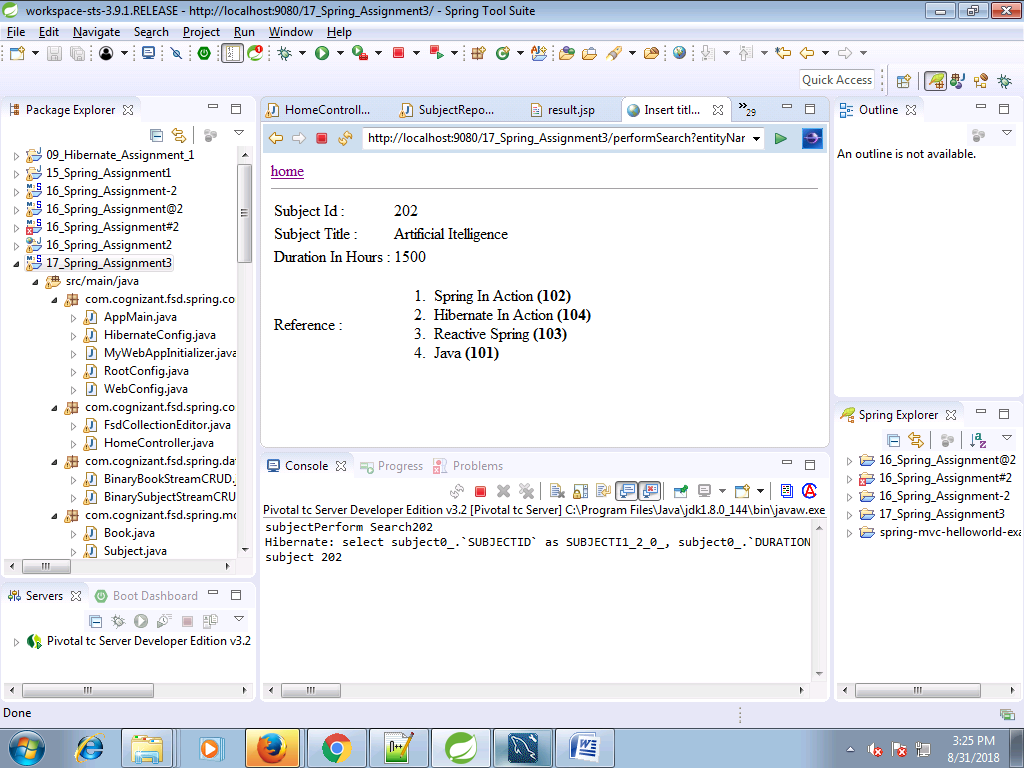 workspace-sts-3.9.1.RELEASE - http://localhost:9080/17_Spring_Assignment3/ - Spring Tool Suite
File Edit Navigate Search Project Run Window Help
Quick Access
Package Explorer
09_Hibernate_Assignment_1
15_Spring_Assignment1
16_Spring_Assignment-2
16_Spring_Assignment@2
16_Spring_Assignment#2
16_Spring_Assignment2
17_Spring_Assignment3
src/main/java
com.cognizant.fsd.spring.co
AppMain.java
HibernateConfig.java
MyWebAppInitializer.java
RootConfig.java
WebConfig.java
com.cognizant.fsd.spring.co
FsdCollectionEditor.java
HomeController.java
com.cognizant.fsd.spring.da
BinaryBookStreamCRUD.
BinarySubjectStreamCRU
com.cognizant.fsd.spring.mo
Book.java
Subject.java
Servers Boot Dashboard
Pivotal tc Server Developer Edition v3.2
HomeControll... SubjectRepo... result.jsp Insert titl... »29
http://localhost:9080/17_Spring_Assignment3/performSearch?entityNar
home
Subject Id : 202
Subject Title : Artificial Itelligence
Duration In Hours : 1500
Reference :
1. Spring In Action (102)
2. Hibernate In Action (104)
3. Reactive Spring (103)
4. Java (101)
Console Progress Problems
Pivotal tc Server Developer Edition v3.2 [Pivotal tc Server] C:\Program Files\Java\jdk1.8.0_144\bin\javaw.exe
subjectPerform Search202
Hibernate: select subject0_.`SUBJECTID` as SUBJECTI1_2_0_, subject0_.`DURATION
subject 202
Outline
An outline is not available.
Spring Explorer
16_Spring_Assignment@2
16_Spring_Assignment#2
16_Spring_Assignment-2
17_Spring_Assignment3
spring-mvc-helloworld-exa
Done
3:25 PM
8/31/2018